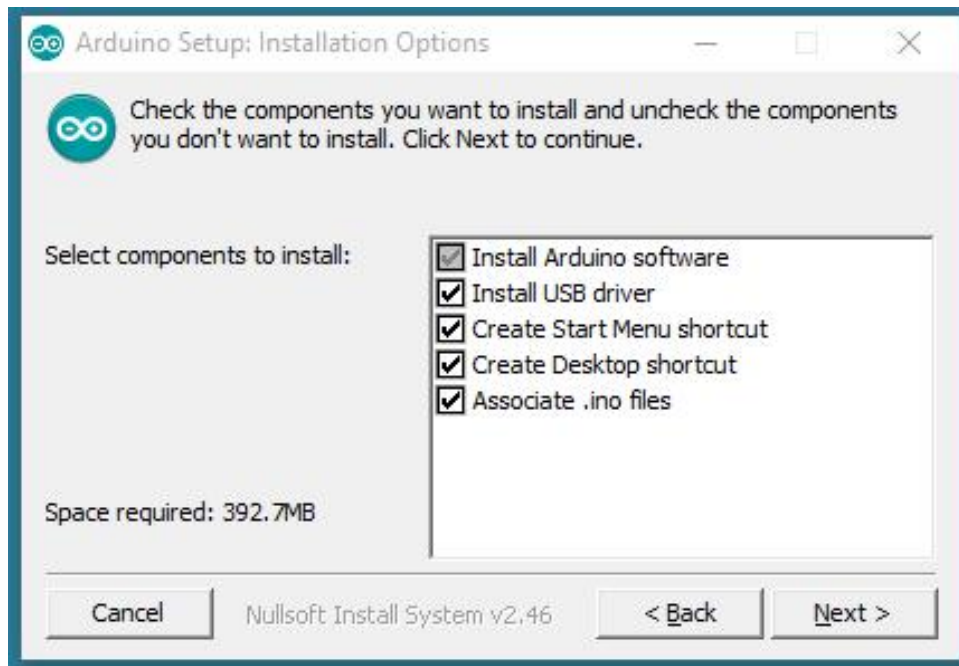 Arduino Setup: Installation Options
Check the components you want to install and uncheck the components
you don't want to install. Click Next to continue.
Select components to install:
Install Arduino software
Install USB driver
Create Start Menu shortcut
Create Desktop shortcut
Associate .ino files
Space required: 392.7MB
Cancel
Nullsoft Install System v2.46
< Back
Next >